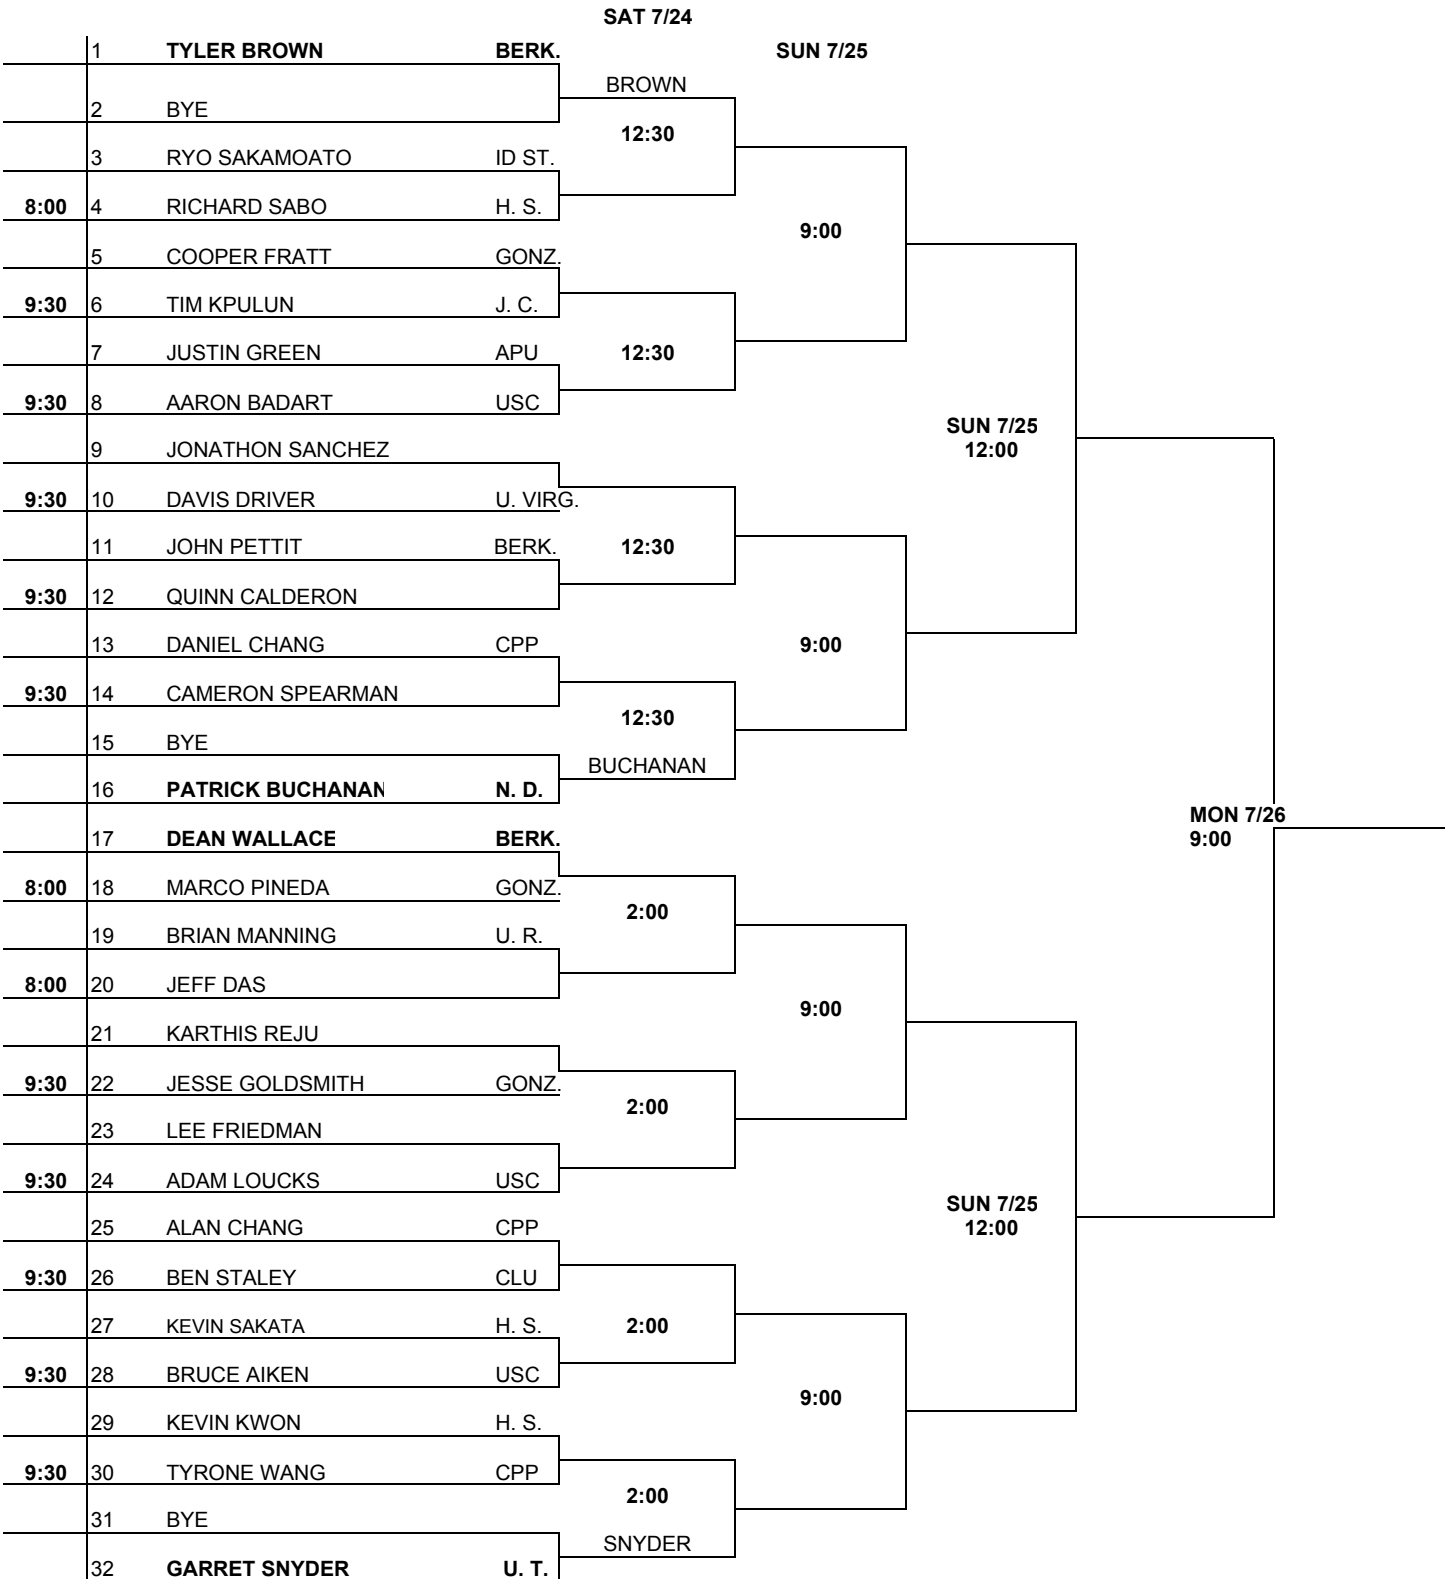 SAT 7/24
1 TYLER BROWN BERK. SUN 7/25
BROWN
2 BYE
12:30
3 RYO SAKAMOATO ID ST.
8:00 4 RICHARD SABO H. S.
9:00
5 COOPER FRATT GONZ.
9:30 6 TIM KPULUN J. C.
7 JUSTIN GREEN APU 12:30
9:30 8 AARON BADART USC
SUN 7/25
9 JONATHON SANCHEZ 12:00
9:30 10 DAVIS DRIVER U. VIRG.
11 JOHN PETTIT BERK. 12:30
9:30 12 QUINN CALDERON
13 DANIEL CHANG CPP 9:00
9:30 14 CAMERON SPEARMAN
12:30
15 BYE
BUCHANAN
16 PATRICK BUCHANAN N. D.
MON 7/26
17 DEAN WALLACE BERK. 9:00
8:00 18 MARCO PINEDA GONZ.
2:00
19 BRIAN MANNING U. R.
8:00 20 JEFF DAS
9:00
21 KARTHIS REJU
9:30 22 JESSE GOLDSMITH GONZ.
2:00
23 LEE FRIEDMAN
9:30 24 ADAM LOUCKS USC
SUN 7/25
25 ALAN CHANG CPP 12:00
9:30 26 BEN STALEY CLU
27 KEVIN SAKATA H. S. 2:00
9:30 28 BRUCE AIKEN USC
9:00
29 KEVIN KWON H. S.
9:30 30 TYRONE WANG CPP
2:00
31 BYE
SNYDER
32 GARRET SNYDER U. T.